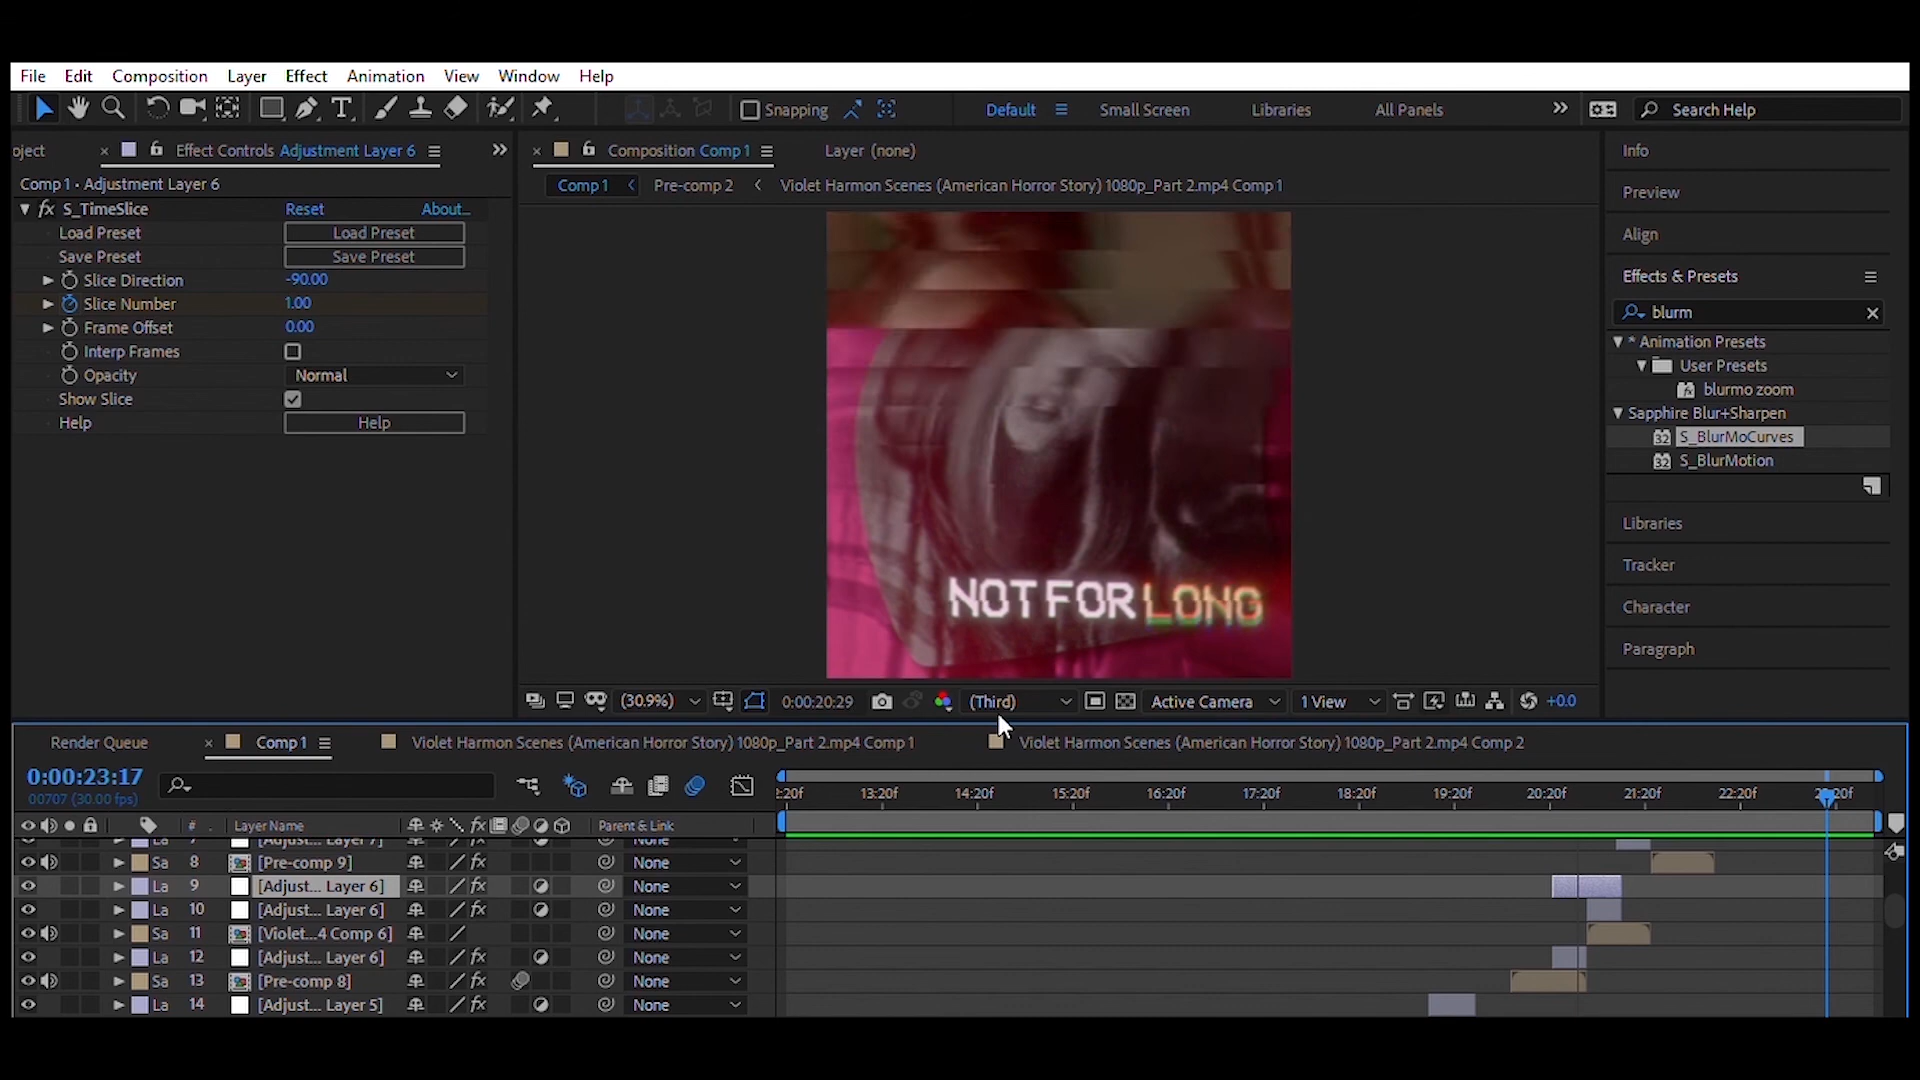 File Edit Composition Layer Effect Animation View Window Help
Snapping Default Small Screen Libraries All Panels Search Help
oject Effect Controls Adjustment Layer 6
Comp 1 • Adjustment Layer 6
fx S_TimeSlice Reset About...
Load Preset Load Preset
Save Preset Save Preset
Slice Direction -90.00
Slice Number 1.00
Frame Offset 0.00
Interp Frames
Opacity Normal
Show Slice
Help Help
Composition Comp 1 Layer (none)
Comp 1 Pre-comp 2 Violet Harmon Scenes (American Horror Story) 1080p_Part 2.mp4 Comp 1
NOT FOR LONG
(30.9%) 0:00:20:29 (Third) Active Camera 1 View +0.0
Info
Preview
Align
Effects & Presets
blurm
* Animation Presets
User Presets
blurmo zoom
Sapphire Blur+Sharpen
32 S_BlurMoCurves
32 S_BlurMotion
Libraries
Tracker
Character
Paragraph
Render Queue Comp 1 Violet Harmon Scenes (American Horror Story) 1080p_Part 2.mp4 Comp 1 Violet Harmon Scenes (American Horror Story) 1080p_Part 2.mp4 Comp 2
0:00:23:17
00707 (30.00 fps)
:20f 13:20f 14:20f 15:20f 16:20f 17:20f 18:20f 19:20f 20:20f 21:20f 22:20f
# Layer Name fx Parent & Link
La 7 [Adjust... Layer 7] fx None
Sa 8 [Pre-comp 9] fx None
La 9 [Adjust... Layer 6] fx None
La 10 [Adjust... Layer 6] fx None
Sa 11 [Violet...4 Comp 6] None
La 12 [Adjust... Layer 6] fx None
Sa 13 [Pre-comp 8] fx None
La 14 [Adjust... Layer 5] fx None